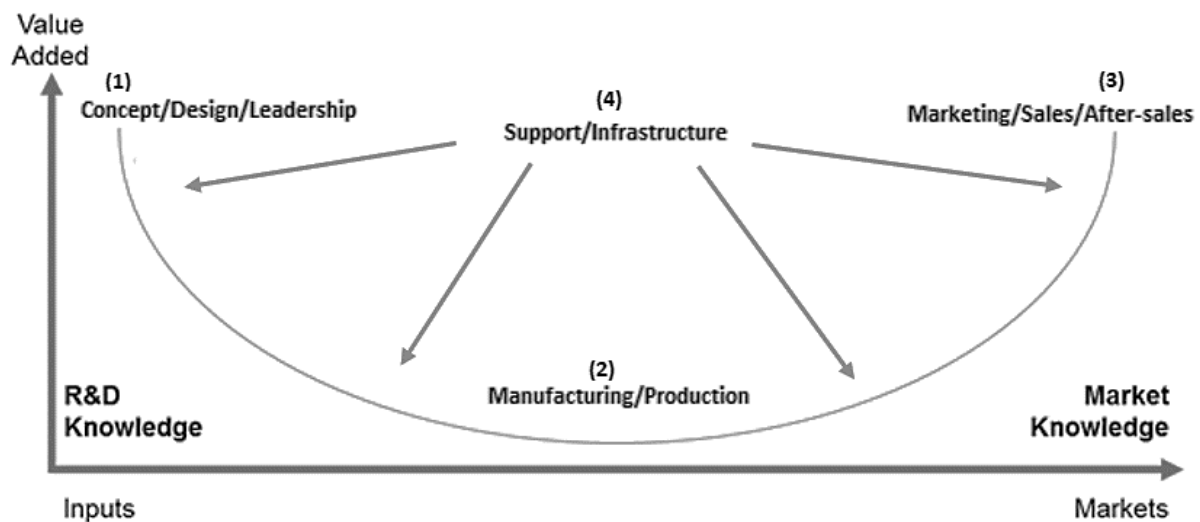 Value
Added
(1)
Concept/Design/Leadership
(4)
Support/Infrastructure
(3)
Marketing/Sales/After-sales
(2)
Manufacturing/Production
R&D
Knowledge
Market
Knowledge
Inputs
Markets